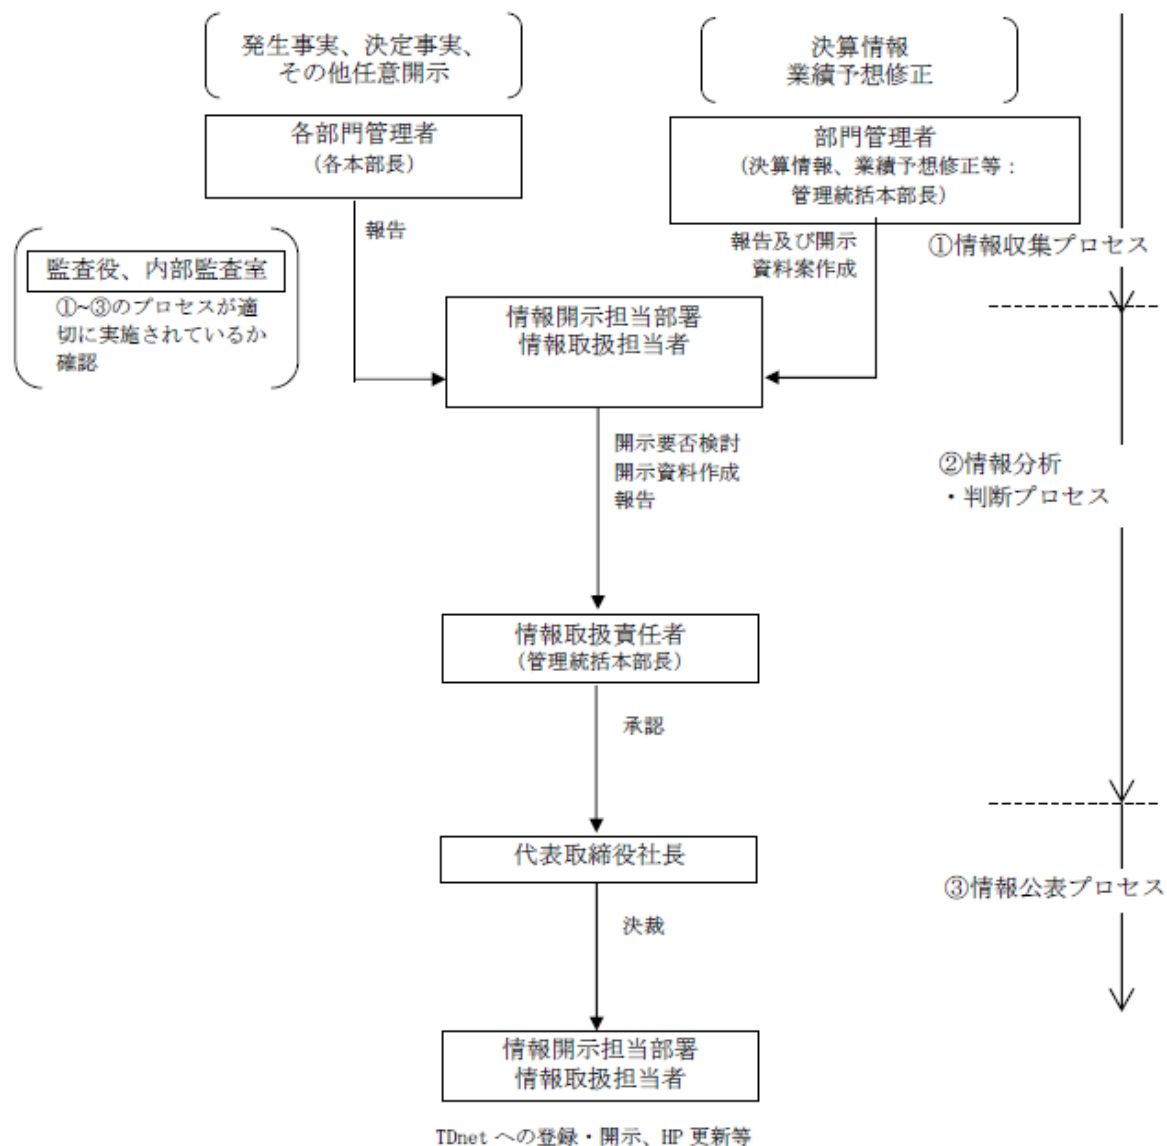 発生事実、決定事実、
その他任意開示
決算情報
業績予想修正
各部門管理者
（各本部長）
部門管理者
（決算情報、業績予想修正等：
管理統括本部長）
報告
報告及び開示
資料案作成
①情報収集プロセス
監査役、内部監査室
①~③のプロセスが適
切に実施されているか
確認
情報開示担当部署
情報取扱担当者
開示要否検討
開示資料作成
報告
②情報分析
・判断プロセス
情報取扱責任者
（管理統括本部長）
承認
代表取締役社長
③情報公表プロセス
決裁
情報開示担当部署
情報取扱担当者
TDnet への登録・開示、HP 更新等